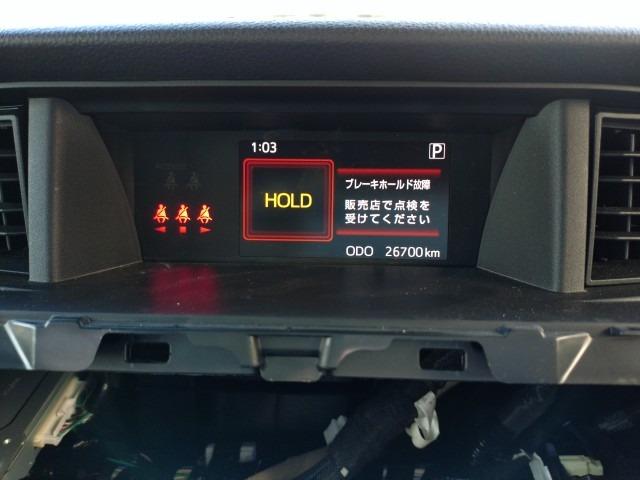 1:03 P
HOLD
ブレーキホールド故障
販売店で点検を
受けてください
ODO 26700km